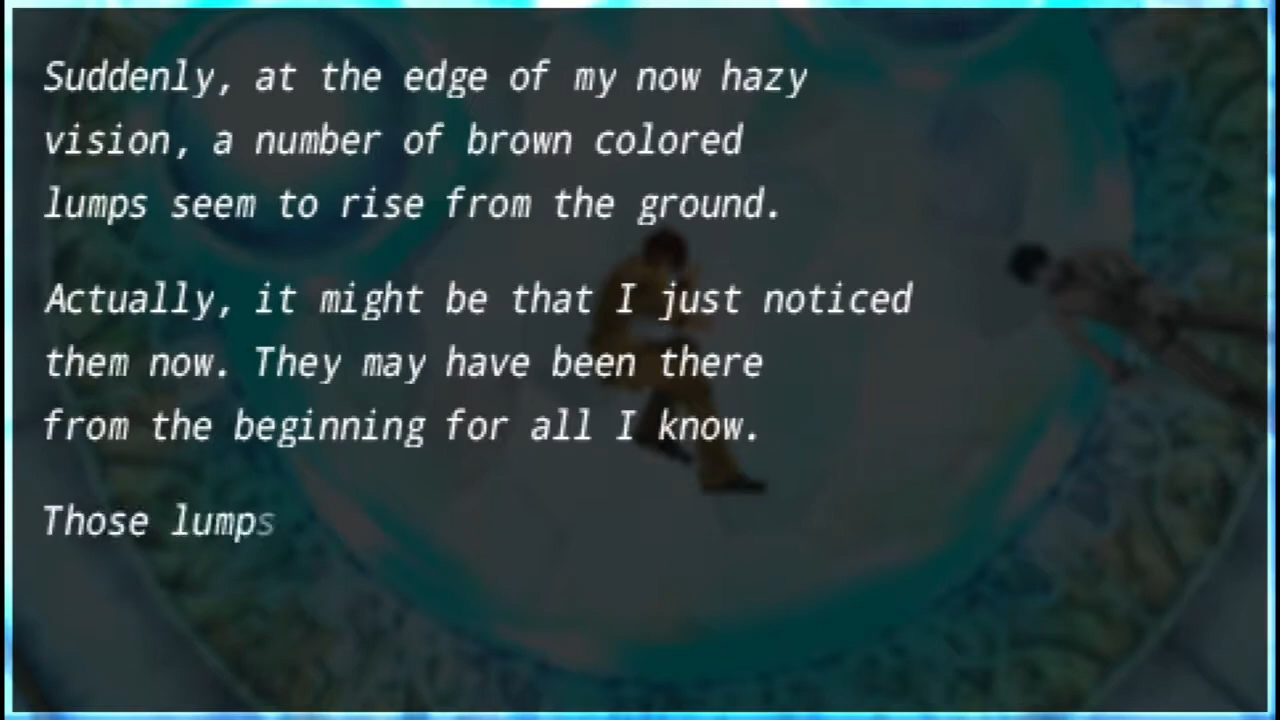 Suddenly, at the edge of my now hazy
vision, a number of brown colored
lumps seem to rise from the ground.
Actually, it might be that I just noticed
them now. They may have been there
from the beginning for all I know.
Those lumps